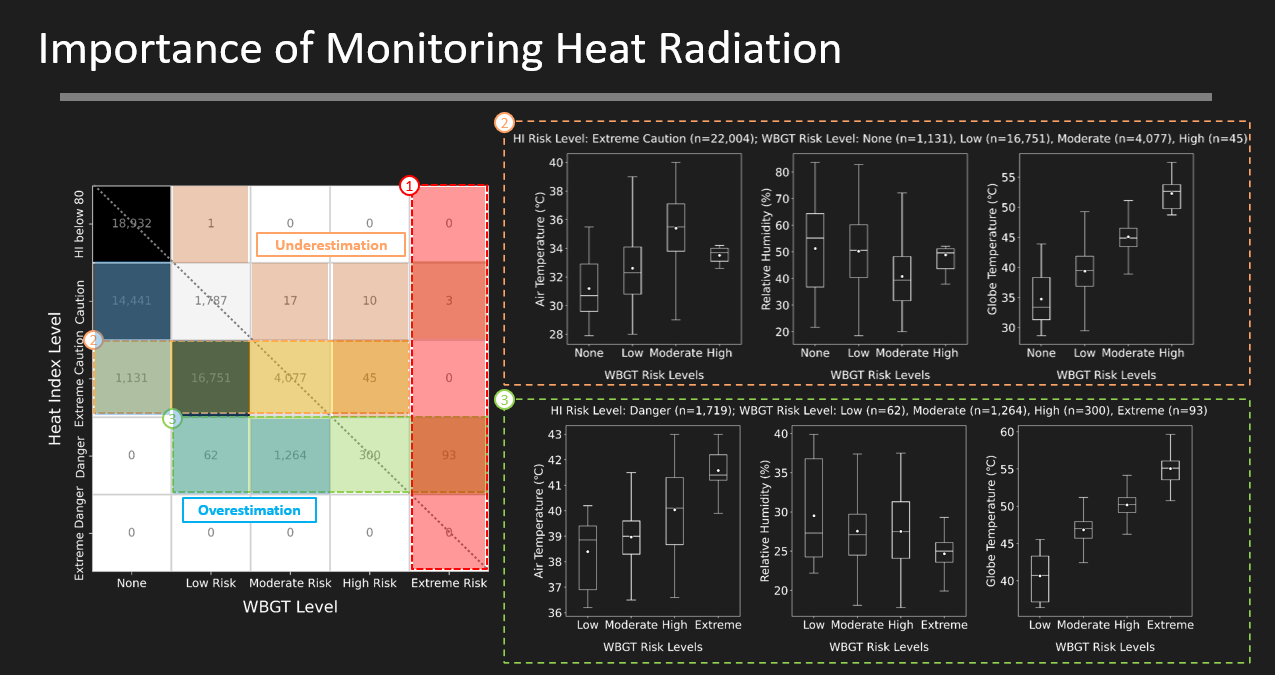 Importance of Monitoring Heat Radiation
1
HI below 80
18,932
1
0
0
0
Underestimation
Caution
14,441
1,787
17
10
3
2
Extreme Caution
1,131
16,751
4,077
45
0
3
Danger
0
62
1,264
300
93
Overestimation
Extreme Danger
0
0
0
0
0
Heat Index Level
None
Low Risk
Moderate Risk
High Risk
Extreme Risk
WBGT Level
2
HI Risk Level: Extreme Caution (n=22,004); WBGT Risk Level: None (n=1,131), Low (n=16,751), Moderate (n=4,077), High (n=45)
Air Temperature (°C)
40
38
36
34
32
30
28
None Low Moderate High
WBGT Risk Levels
Relative Humidity (%)
80
70
60
50
40
30
20
None Low Moderate High
WBGT Risk Levels
Globe Temperature (°C)
55
50
45
40
35
30
None Low Moderate High
WBGT Risk Levels
3
HI Risk Level: Danger (n=1,719); WBGT Risk Level: Low (n=62), Moderate (n=1,264), High (n=300), Extreme (n=93)
Air Temperature (°C)
43
42
41
40
39
38
37
36
Low Moderate High Extreme
WBGT Risk Levels
Relative Humidity (%)
40
35
30
25
20
Low Moderate High Extreme
WBGT Risk Levels
Globe Temperature (°C)
60
55
50
45
40
Low Moderate High Extreme
WBGT Risk Levels